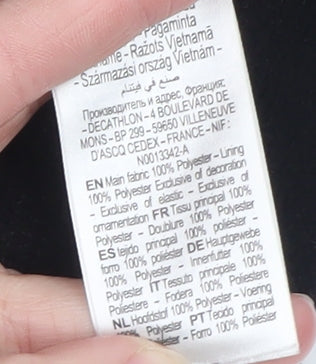 Pagaminta
- Ražots Vjetnamā
- Származási ország Vietnám -
صنع في فيتنام
Производитель и адрес, Франция:
- DECATHLON - 4 BOULEVARD DE
MONS - BP 299 - 59650 VILLENEUVE
D'ASCQ CEDEX - FRANCE - NIF:
N0013342-A
EN Main fabric 100% Polyester - Lining
100% Polyester Exclusive of decoration
- Exclusive of elastic - Exclusive of
ornamentation FR Tissu principal 100%
Polyester - Doublure 100% Polyester
ES tejido principal 100% poliéster -
forro 100% poliéster DE Hauptgewebe
100% Polyester - Innenfutter 100%
Polyester IT Tessuto principale 100%
Poliestere - Fodera 100% Poliestere
NL Hoofdstof 100% Polyester - Voering
100% Polyester PT Tecido principal
- Forro 100% Poliéster